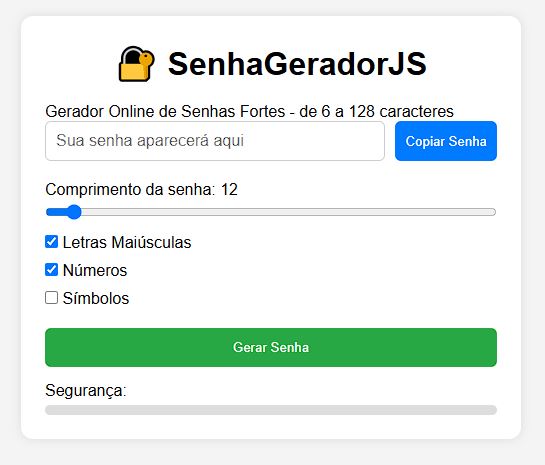 SenhaGeradorJS
Gerador Online de Senhas Fortes - de 6 a 128 caracteres
Sua senha aparecerá aqui
Copiar Senha
Comprimento da senha: 12
Letras Maiúsculas
Números
Símbolos
Gerar Senha
Segurança: